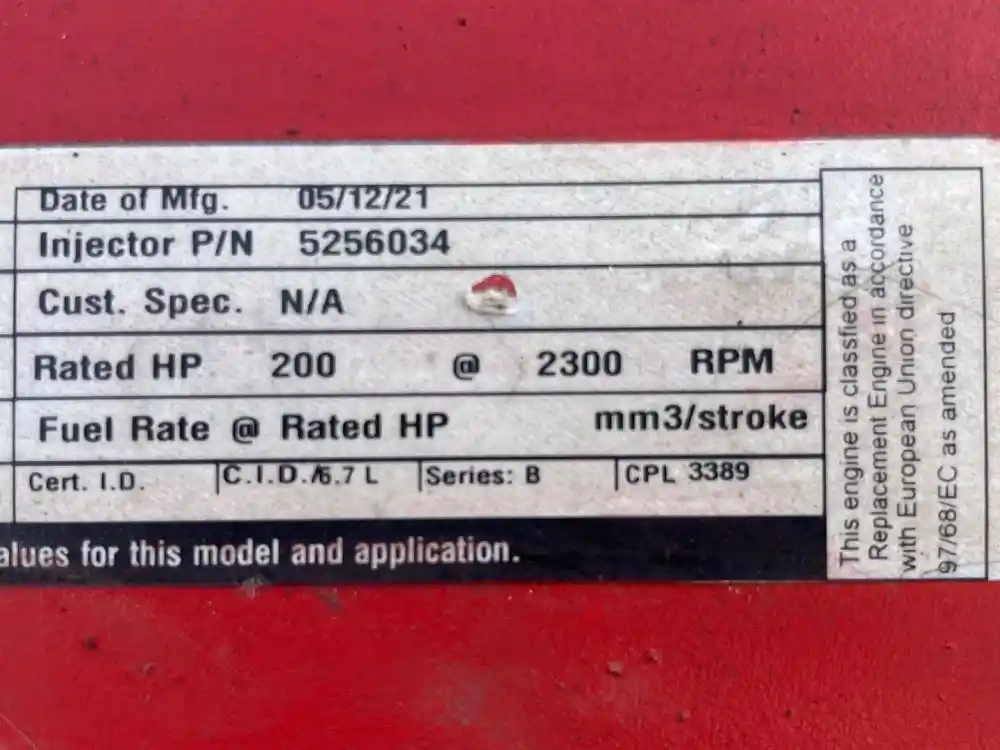 Date of Mfg. 05/12/21
Injector P/N 5256034
Cust. Spec. N/A
Rated HP 200 @ 2300 RPM
Fuel Rate @ Rated HP mm3/stroke
Cert. I.D. C.I.D./6.7 L Series: B CPL 3389
for this model and application.
This engine is classfied as a
Replacement Engine in accordance
with European Union directive
97/68/EC as amended